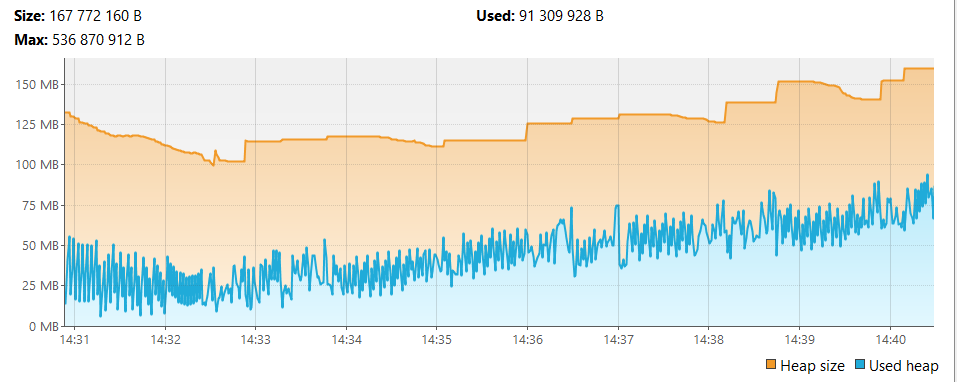 Size: 167 772 160 B Used: 91 309 928 B
Max: 536 870 912 B
150 MB
125 MB
100 MB
75 MB
50 MB
25 MB
0 MB
14:31 14:32 14:33 14:34 14:35 14:36 14:37 14:38 14:39 14:40
Heap size Used heap